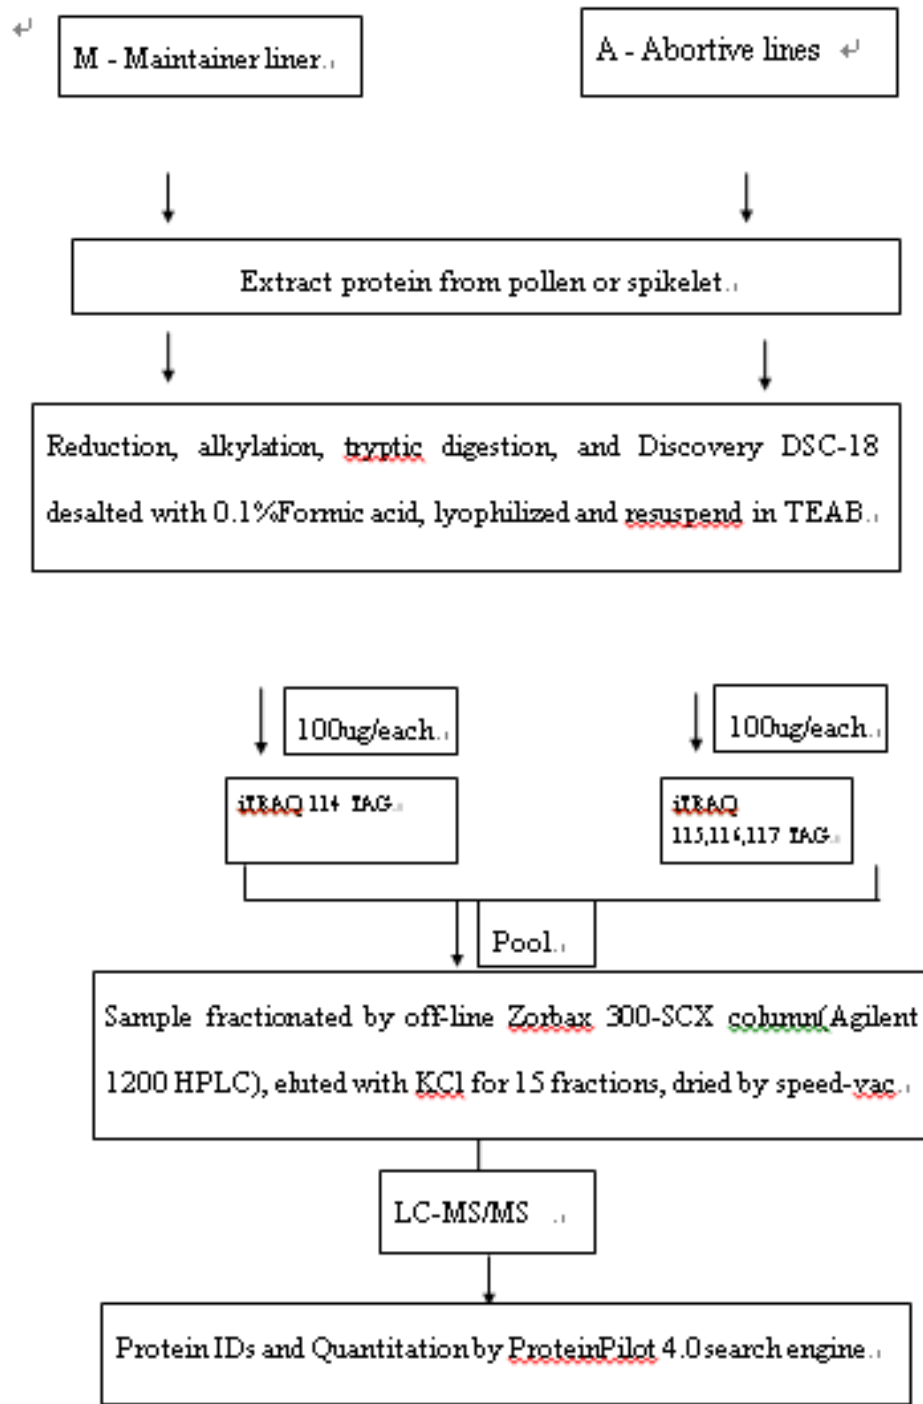 M - Maintainer liner
A - Abortive lines
Extract protein from pollen or spikelet
Reduction, alkylation, tryptic digestion, and Discovery DSC-18
desalted with 0.1%Formic acid, lyophilized and resuspend in TEAB
100ug/each
100ug/each
iTRAQ 114 TAG
iTRAQ
115,116,117 TAG
Pool
Sample fractionated by off-line Zorbax 300-SCX column(Agilent
1200 HPLC), eluted with KCl for 15 fractions, dried by speed-vac
LC-MS/MS
Protein IDs and Quantitation by ProteinPilot 4.0 search engine